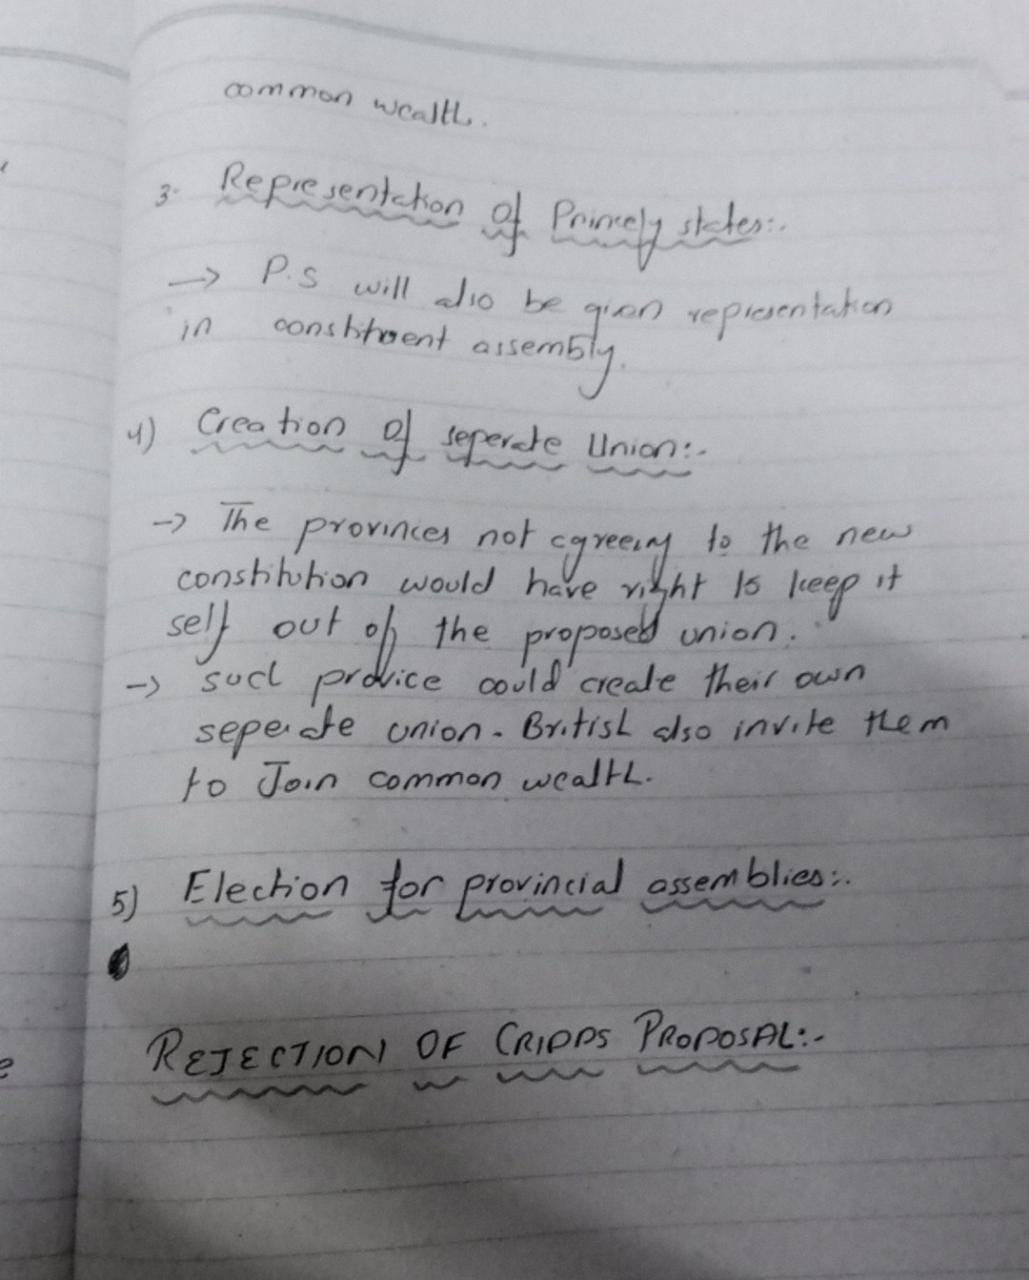 common wealth.
3. Representation of Princely states:-
→ P.S will also be given representation
in constituent assembly.
4) Creation of seperate Union:-
→ The provinces not agreeing to the new
constitution would have right to keep it
self out of the proposed union.
→ such provice could create their own
seperate union. British also invite them
to Join common wealth.
5) Election for provincial assemblies:-
REJECTION OF CRIPPS PROPOSAL:-